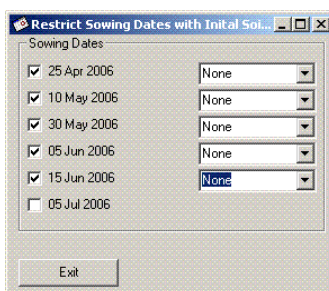 Restrict Sowing Dates with Inital Soi...
Sowing Dates
25 Apr 2006 None
10 May 2006 None
30 May 2006 None
05 Jun 2006 None
15 Jun 2006 None
05 Jul 2006
Exit